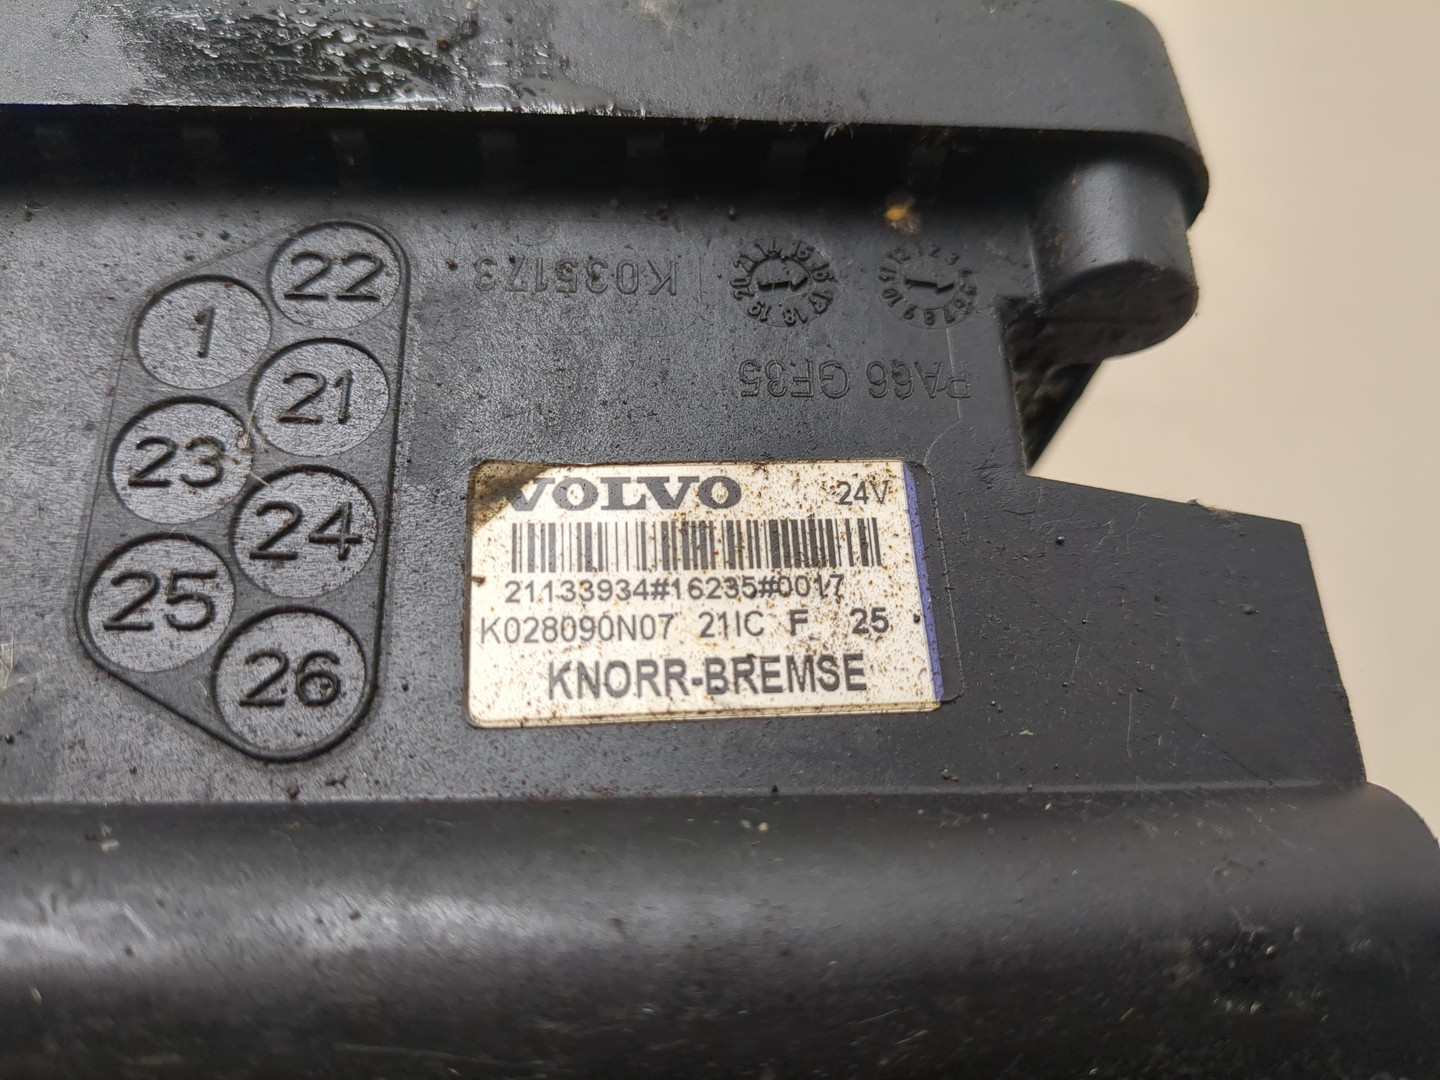 22
1
21
23
24
25
26
K035173
PA66 GF35
VOLVO 24V
21133934#16235#0017
K028090N07 21IC F 25
KNORR-BREMSE